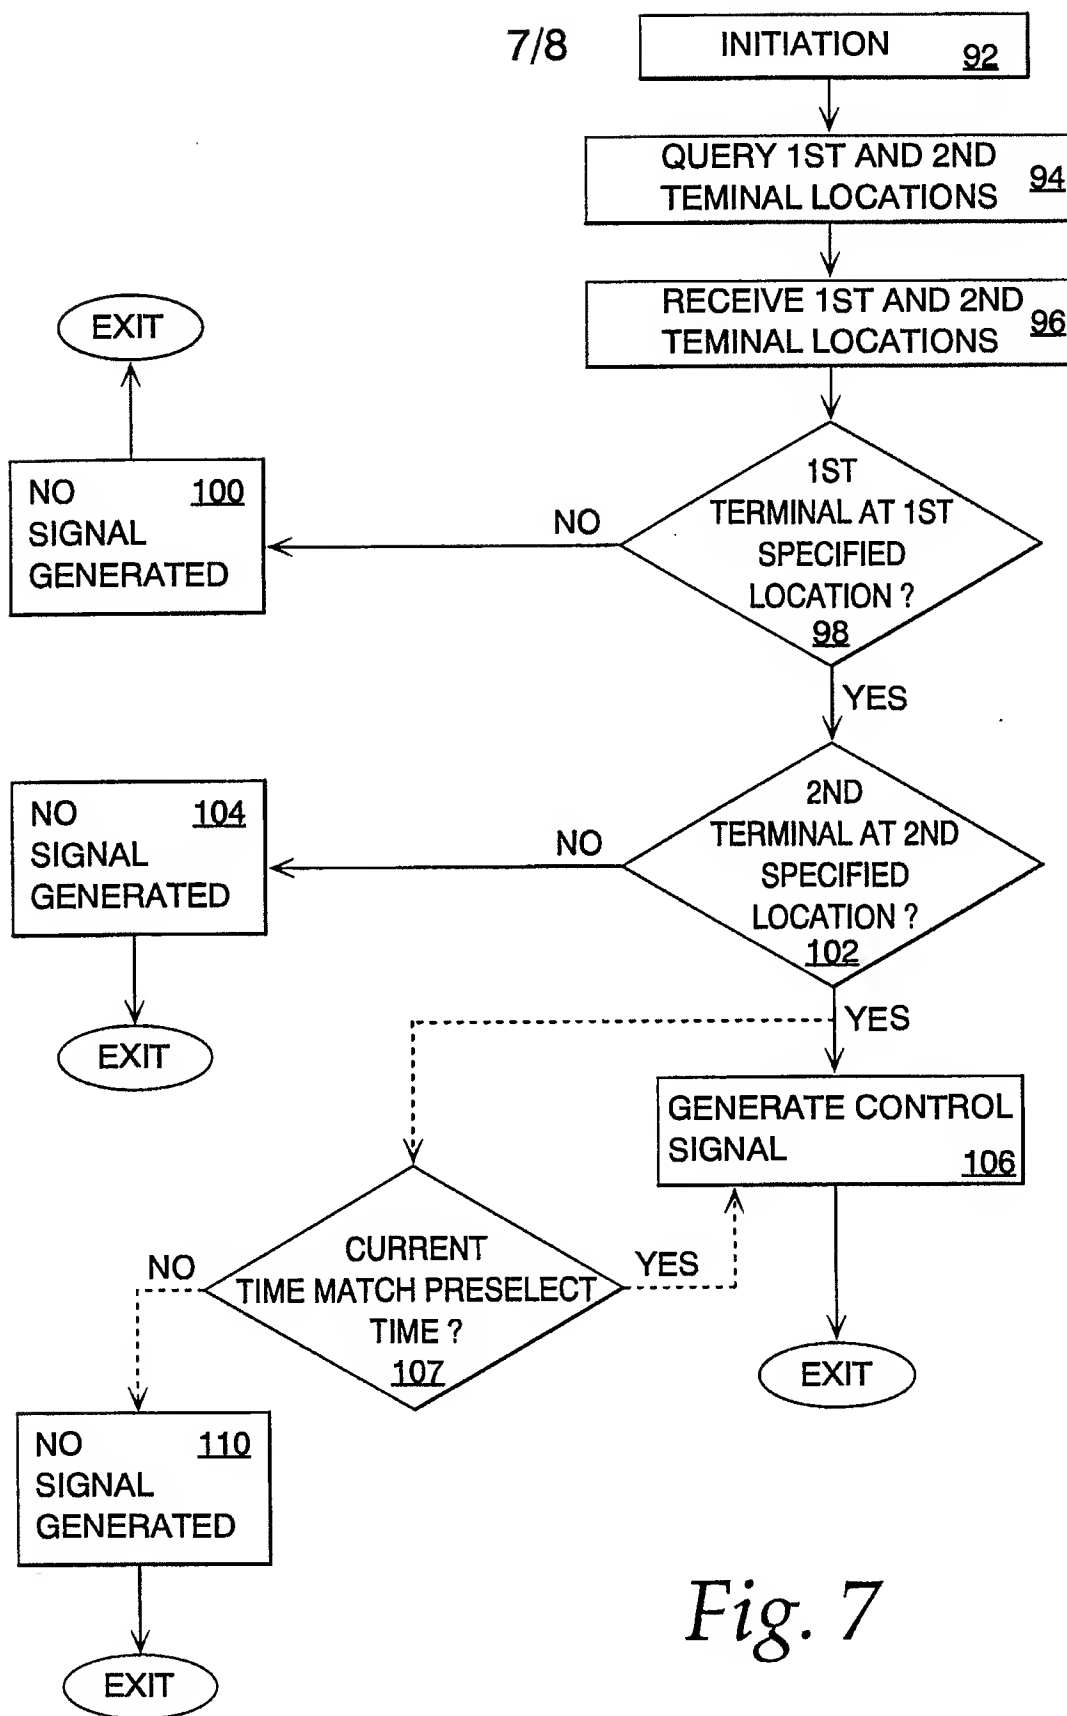 7/8
INITIATION 92
QUERY 1ST AND 2ND
TEMINAL LOCATIONS 94
RECEIVE 1ST AND 2ND
TEMINAL LOCATIONS 96
EXIT
1ST
TERMINAL AT 1ST
SPECIFIED
LOCATION ?
98
NO
NO 100
SIGNAL
GENERATED
YES
2ND
TERMINAL AT 2ND
SPECIFIED
LOCATION ?
102
NO
NO 104
SIGNAL
GENERATED
EXIT
YES
GENERATE CONTROL
SIGNAL 106
CURRENT
TIME MATCH PRESELECT
TIME ?
107
NO
YES
EXIT
NO 110
SIGNAL
GENERATED
EXIT
Fig. 7